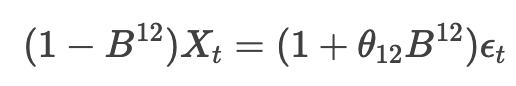 (1 − B¹²)Xₜ = (1 + θ₁₂B¹²)ϵₜ